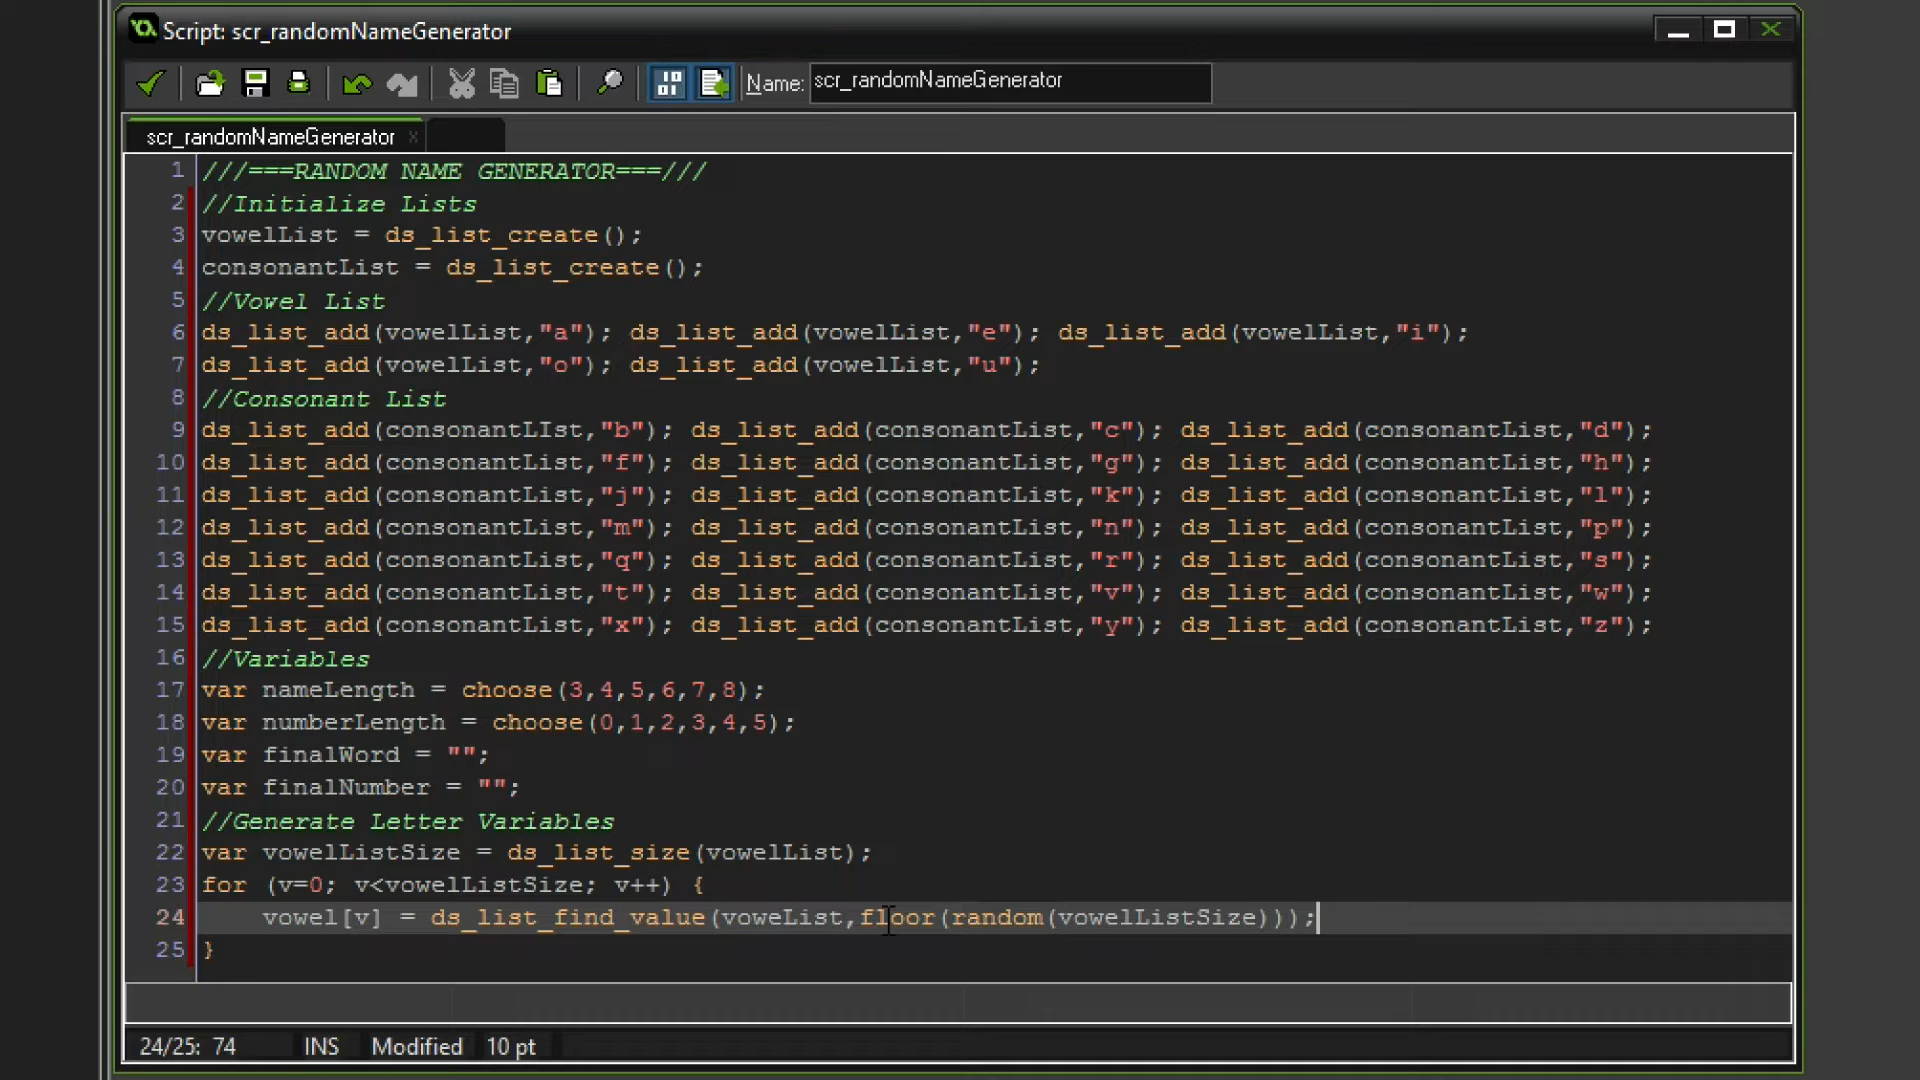 Script: scr_randomNameGenerator
Name: scr_randomNameGenerator
scr_randomNameGenerator x
1 ///===RANDOM NAME GENERATOR===///
2 //Initialize Lists
3 vowelList = ds_list_create();
4 consonantList = ds_list_create();
5 //Vowel List
6 ds_list_add(vowelList,"a"); ds_list_add(vowelList,"e"); ds_list_add(vowelList,"i");
7 ds_list_add(vowelList,"o"); ds_list_add(vowelList,"u");
8 //Consonant List
9 ds_list_add(consonantLIst,"b"); ds_list_add(consonantList,"c"); ds_list_add(consonantList,"d");
10 ds_list_add(consonantList,"f"); ds_list_add(consonantList,"g"); ds_list_add(consonantList,"h");
11 ds_list_add(consonantList,"j"); ds_list_add(consonantList,"k"); ds_list_add(consonantList,"l");
12 ds_list_add(consonantList,"m"); ds_list_add(consonantList,"n"); ds_list_add(consonantList,"p");
13 ds_list_add(consonantList,"q"); ds_list_add(consonantList,"r"); ds_list_add(consonantList,"s");
14 ds_list_add(consonantList,"t"); ds_list_add(consonantList,"v"); ds_list_add(consonantList,"w");
15 ds_list_add(consonantList,"x"); ds_list_add(consonantList,"y"); ds_list_add(consonantList,"z");
16 //Variables
17 var nameLength = choose(3,4,5,6,7,8);
18 var numberLength = choose(0,1,2,3,4,5);
19 var finalWord = "";
20 var finalNumber = "";
21 //Generate Letter Variables
22 var vowelListSize = ds_list_size(vowelList);
23 for (v=0; v<vowelListSize; v++) {
24 vowel[v] = ds_list_find_value(voweList,floor(random(vowelListSize)));
25 }
24/25: 74 INS Modified 10 pt